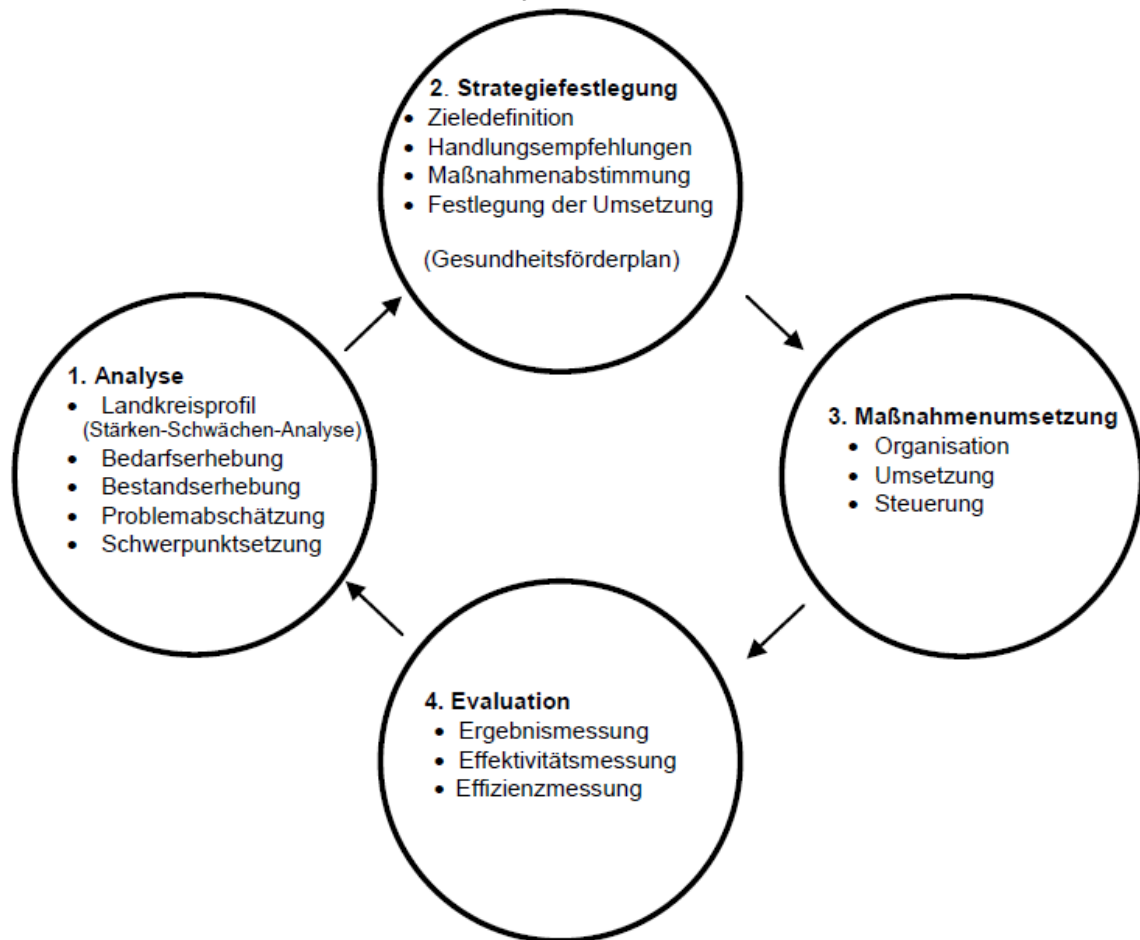 2. Strategiefestlegung
• Zieledefinition
• Handlungsempfehlungen
• Maßnahmenabstimmung
• Festlegung der Umsetzung
(Gesundheitsförderplan)
1. Analyse
• Landkreisprofil
(Stärken-Schwächen-Analyse)
• Bedarfserhebung
• Bestandserhebung
• Problemabschätzung
• Schwerpunktsetzung
3. Maßnahmenumsetzung
• Organisation
• Umsetzung
• Steuerung
4. Evaluation
• Ergebnismessung
• Effektivitätsmessung
• Effizienzmessung